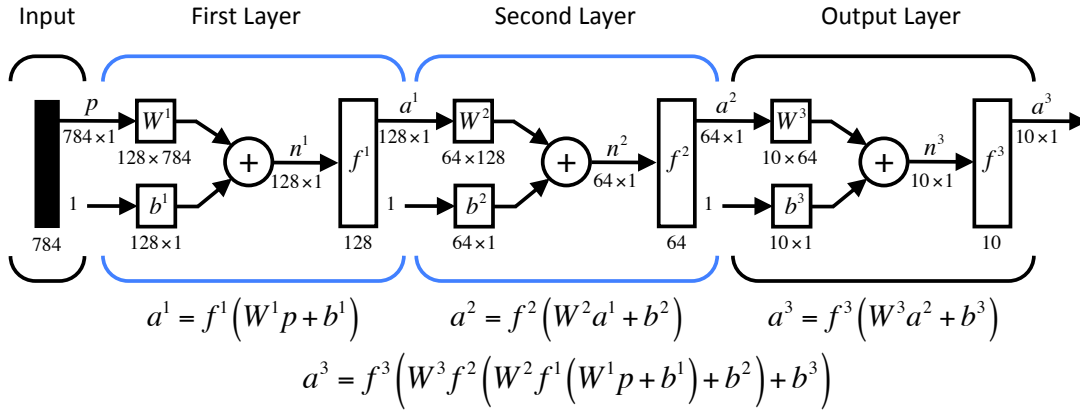 Input First Layer Second Layer Output Layer
p a¹ a² a³
784×1 W¹ 128×1 W² 64×1 W³ 10×1
128×784 n¹ f¹ 64×128 n² f² 10×64 n³ f³
+ 128×1 + 64×1 + 10×1
1 b¹ 1 b² 1 b³
784 128×1 128 64×1 64 10×1 10
a¹ = f¹(W¹p + b¹) a² = f²(W²a¹ + b²) a³ = f³(W³a² + b³)
a³ = f³(W³f²(W²f¹(W¹p + b¹) + b²) + b³)